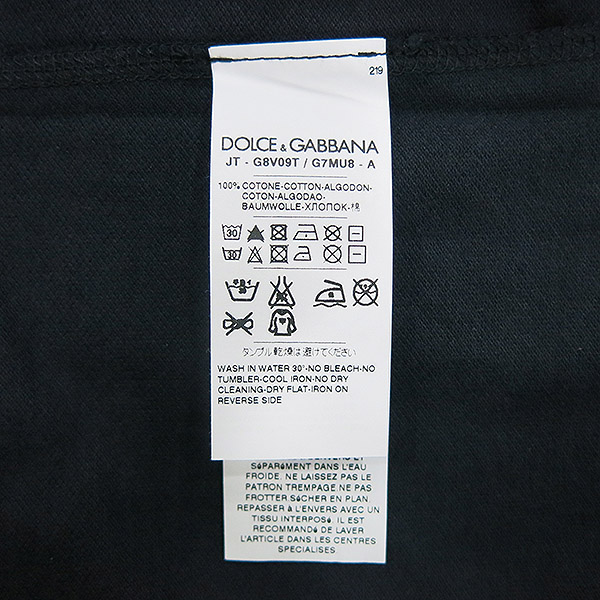 219
DOLCE & GABBANA
JT - G8V09T / G7MU8 - A
100% COTONE-COTTON-ALGODON-
COTON-ALGODAO-
BAUMWOLLE-ХЛОПОК-棉
30
30
タンブル乾燥は避けてください
WASH IN WATER 30°-NO BLEACH-NO
TUMBLER-COOL IRON-NO DRY
CLEANING-DRY FLAT-IRON ON
REVERSE SIDE
SéPARéMENT DANS L'EAU
FROIDE. NE LAISSEZ PAS LE
PATRON TREMPAGE.NE PAS
FROTTER.SéCHER EN PLAN.
REPASSER À L'ENVERS AVEC UN
TISSU INTERPOSé. IL EST
RECOMMANDé DE LAVER
L'ARTICLE DANS LES CENTRES
SPECIALISES